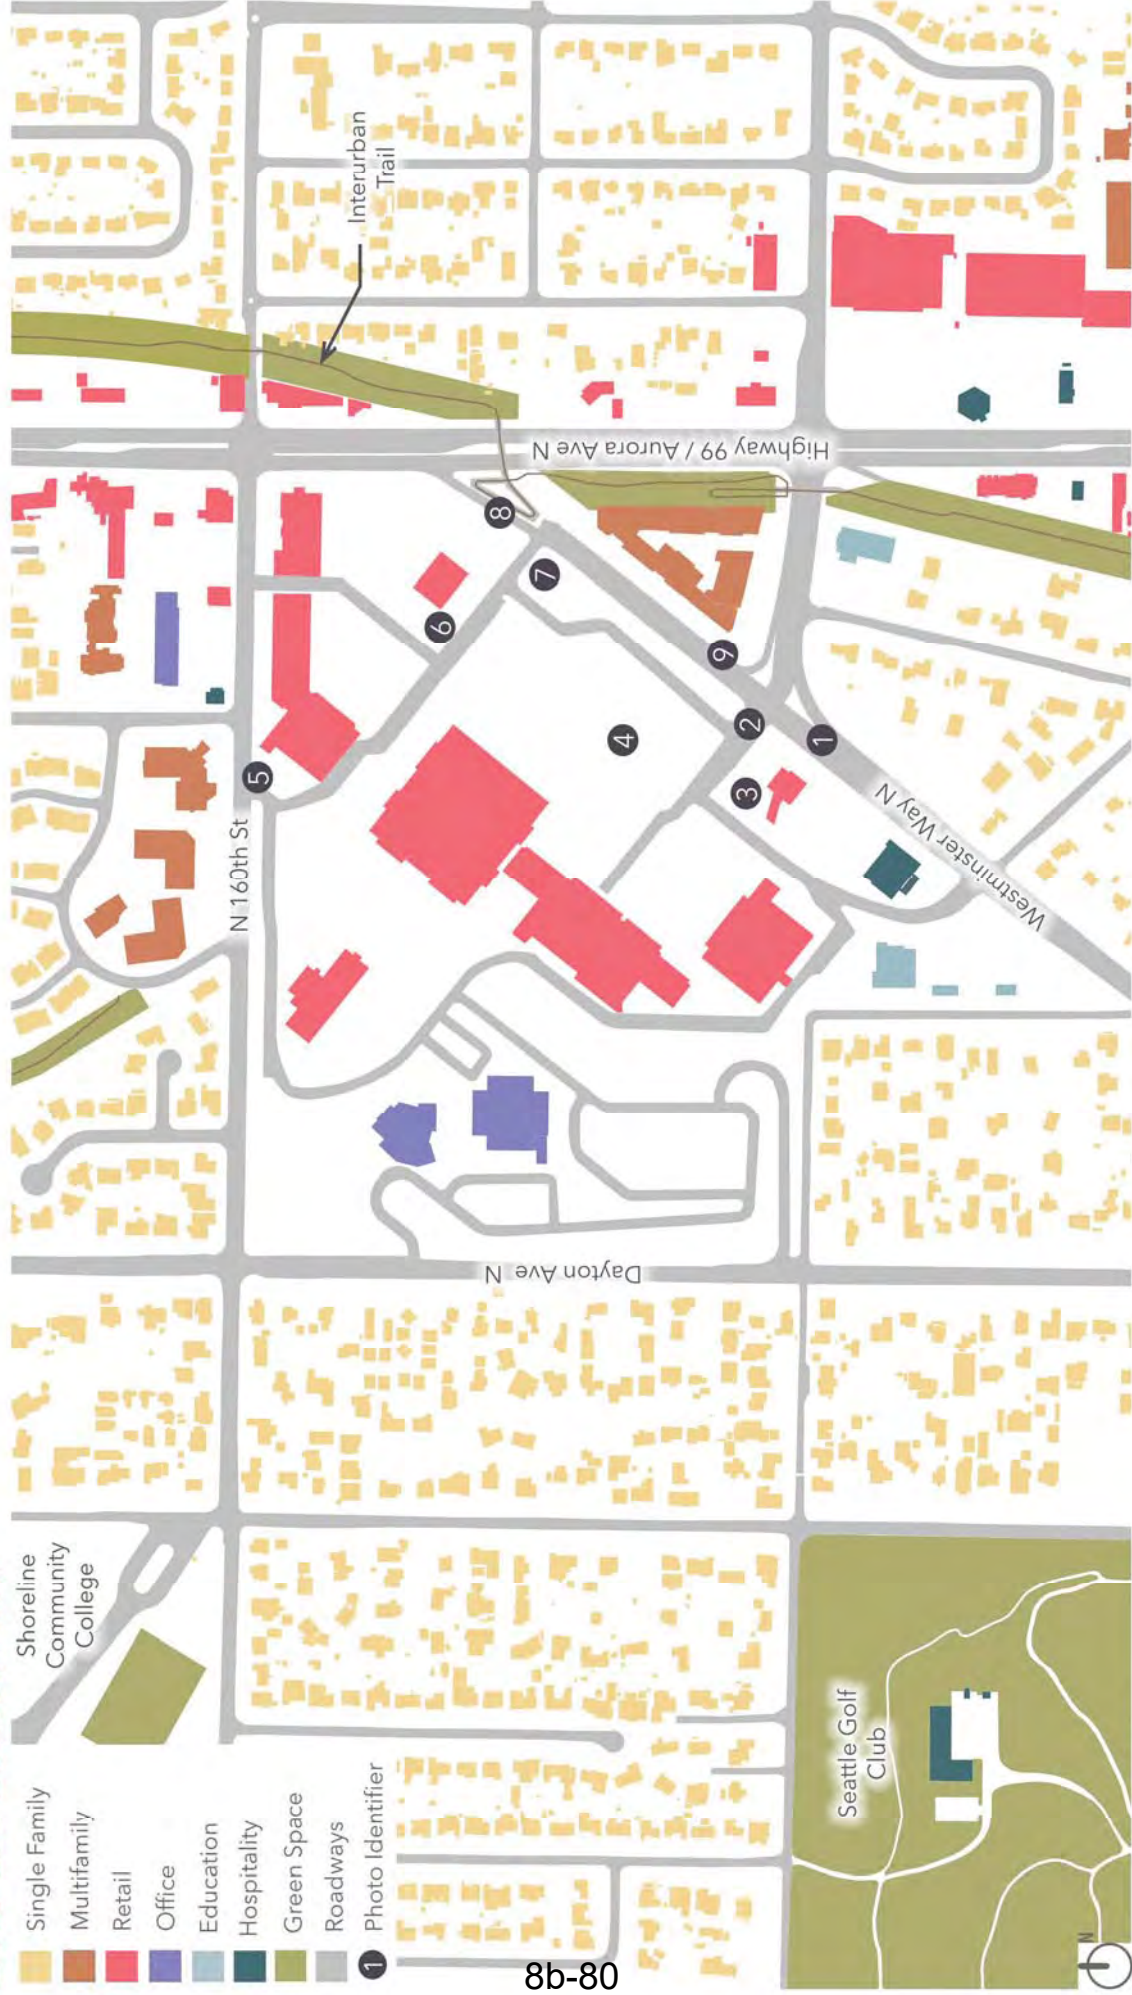 Interurban
Trail
Highway 99 / Aurora Ave N
8
7
6
9
4
2
1
5
3
N 160th St
Westminster Way N
Dayton Ave N
Shoreline
Community
College
Seattle Golf
Club
Single Family
Multifamily
Retail
Office
Education
Hospitality
Green Space
Roadways
1 Photo Identifier
N
8b-80